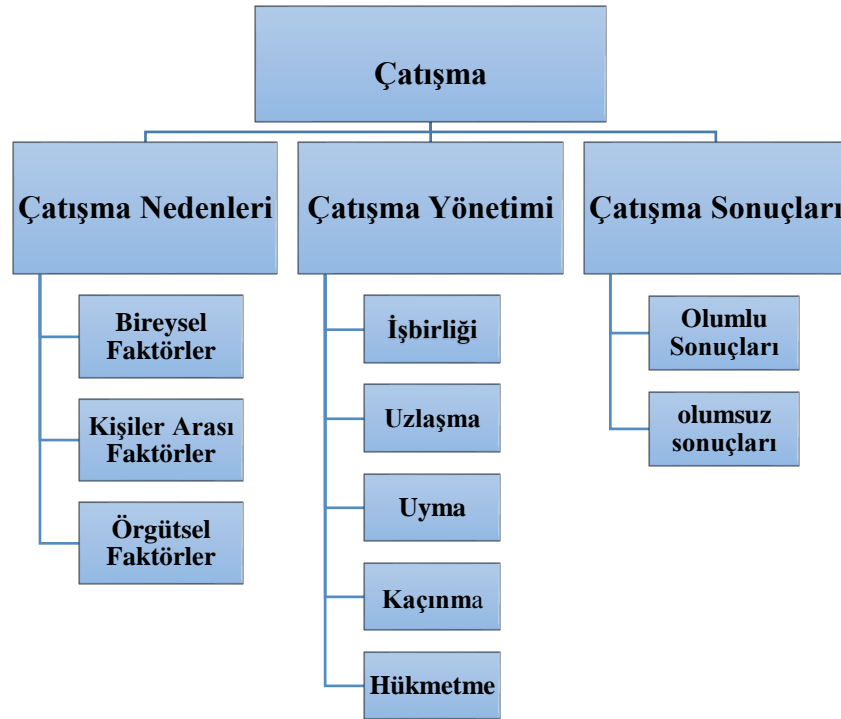 Çatışma
Çatışma Nedenleri
Bireysel
Faktörler
Kişiler Arası
Faktörler
Örgütsel
Faktörler
Çatışma Yönetimi
İşbirliği
Uzlaşma
Uyma
Kaçınma
Hükmetme
Çatışma Sonuçları
Olumlu
Sonuçları
olumsuz
sonuçları